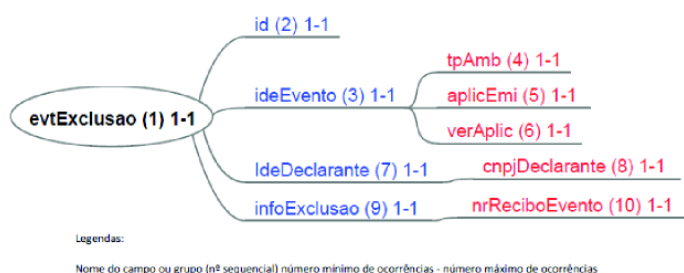 id (2) 1-1
tpAmb (4) 1-1
ideEvento (3) 1-1
aplicEmi (5) 1-1
evtExclusao (1) 1-1
verAplic (6) 1-1
IdeDeclarante (7) 1-1
cnpjDeclarante (8) 1-1
infoExclusao (9) 1-1
nrReciboEvento (10) 1-1
Legendas:
Nome do campo ou grupo (nº sequencial) número mínimo de ocorrências - número máximo de ocorrências